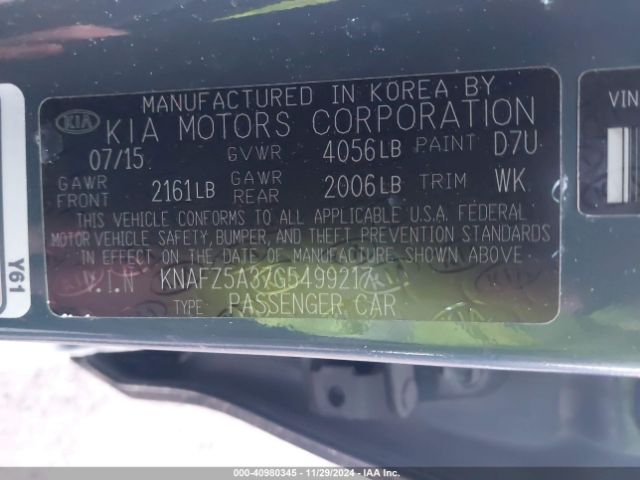 MANUFACTURED IN KOREA BY
KIA KIA MOTORS CORPORATION
07/15 GVWR 4056LB PAINT D7U
GAWR FRONT 2161LB GAWR REAR 2006LB TRIM WK
THIS VEHICLE CONFORMS TO ALL APPLICABLE U.S.A. FEDERAL
MOTOR VEHICLE SAFETY, BUMPER, AND THEFT PREVENTION STANDARDS
IN EFFECT ON THE DATE OF MANUFACTURE SHOWN ABOVE
V.I.N KNAFZ5A37G5499217
TYPE: PASSENGER CAR
VIN
Y61
000-40980345 | 11/29/2024 | IAA Inc.